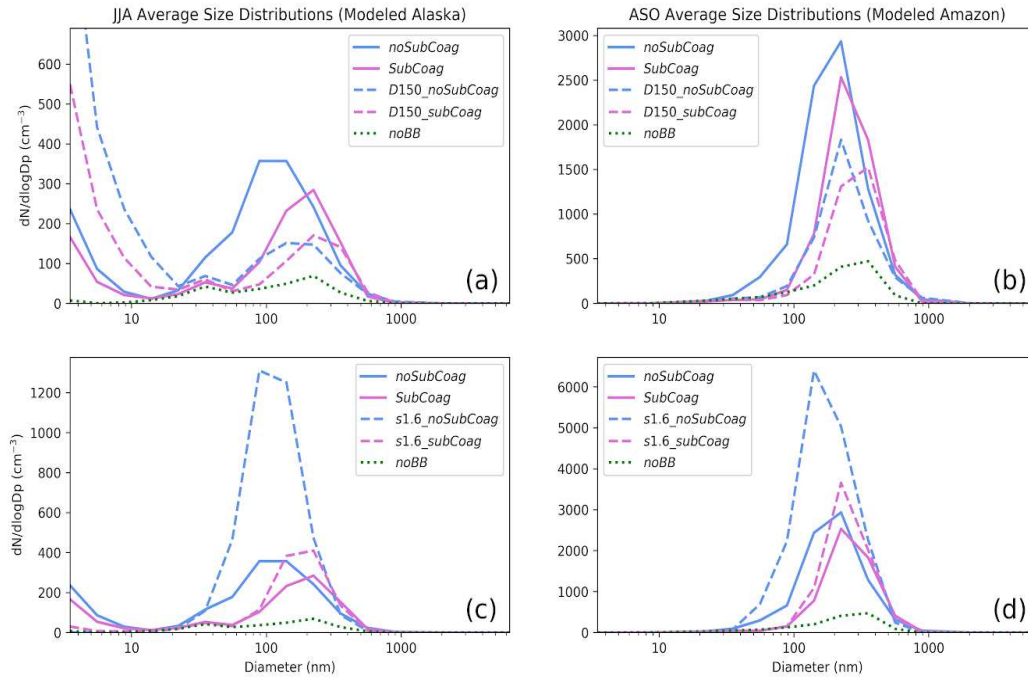 JJA Average Size Distributions (Modeled Alaska)
dN/dlogDp (cm⁻³)
600
500
400
300
200
100
0
10
100
1000
noSubCoag
SubCoag
D150_noSubCoag
D150_subCoag
noBB
(a)
ASO Average Size Distributions (Modeled Amazon)
3000
2500
2000
1500
1000
500
0
10
100
1000
noSubCoag
SubCoag
D150_noSubCoag
D150_subCoag
noBB
(b)
dN/dlogDp (cm⁻³)
1200
1000
800
600
400
200
0
10
100
1000
Diameter (nm)
noSubCoag
SubCoag
s1.6_noSubCoag
s1.6_subCoag
noBB
(c)
6000
5000
4000
3000
2000
1000
0
10
100
1000
Diameter (nm)
noSubCoag
SubCoag
s1.6_noSubCoag
s1.6_subCoag
noBB
(d)